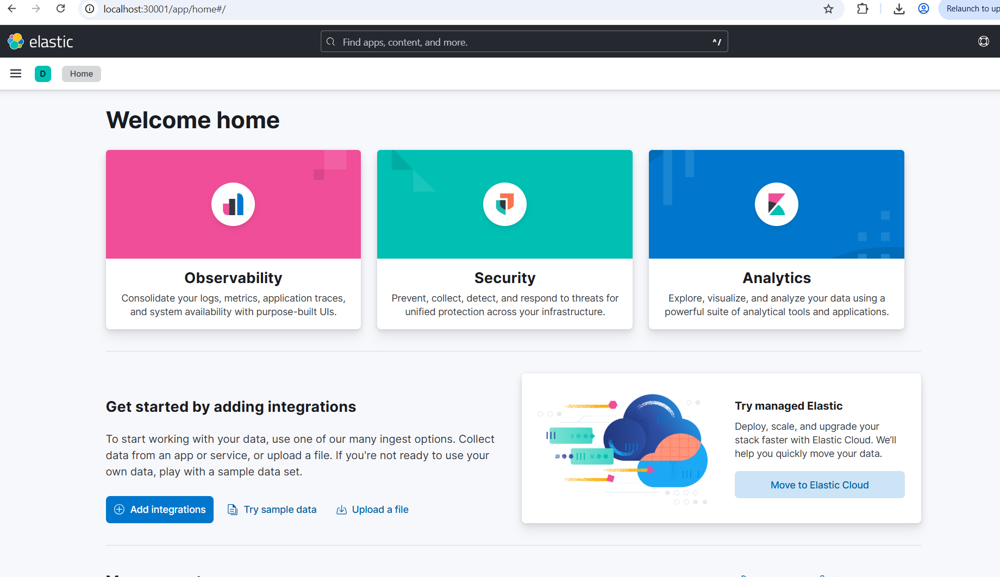 localhost:30001/app/home#/
Relaunch to up
elastic
Find apps, content, and more.
^/
D
Home
Welcome home
Observability
Consolidate your logs, metrics, application traces,
and system availability with purpose-built UIs.
Security
Prevent, collect, detect, and respond to threats for
unified protection across your infrastructure.
Analytics
Explore, visualize, and analyze your data using a
powerful suite of analytical tools and applications.
Get started by adding integrations
To start working with your data, use one of our many ingest options. Collect
data from an app or service, or upload a file. If you're not ready to use your
own data, play with a sample data set.
Add integrations
Try sample data
Upload a file
Try managed Elastic
Deploy, scale, and upgrade your
stack faster with Elastic Cloud. We’ll
help you quickly move your data.
Move to Elastic Cloud